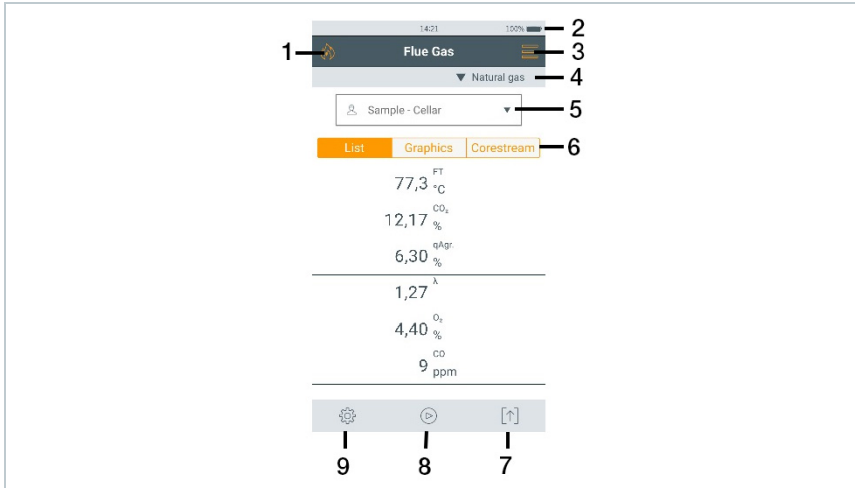 14:21 100% 2
1 Flue Gas 3
▼ Natural gas 4
Sample - Cellar ▼ 5
List Graphics Corestream 6
77,3 FT °C
12,17 CO₂ %
6,30 qAgr. %
1,27 λ
4,40 O₂ %
9 CO ppm
9 8 7